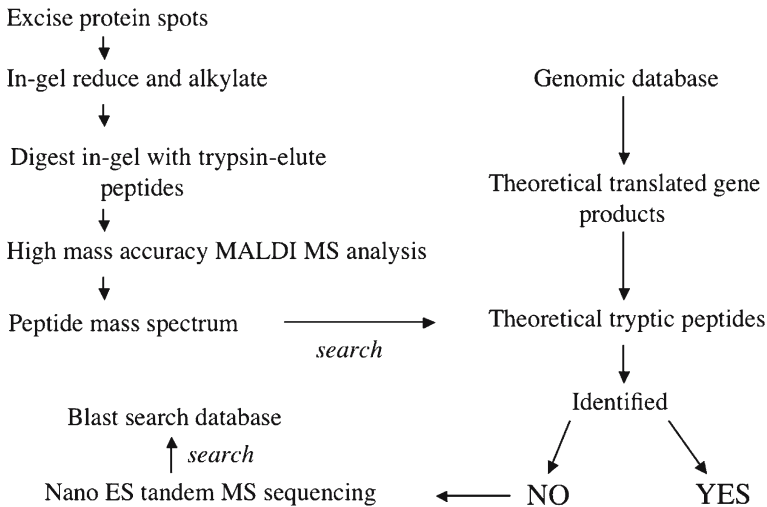 Excise protein spots
In-gel reduce and alkylate
Digest in-gel with trypsin-elute
peptides
High mass accuracy MALDI MS analysis
Peptide mass spectrum
search
Genomic database
Theoretical translated gene
products
Theoretical tryptic peptides
Identified
NO
YES
Nano ES tandem MS sequencing
search
Blast search database